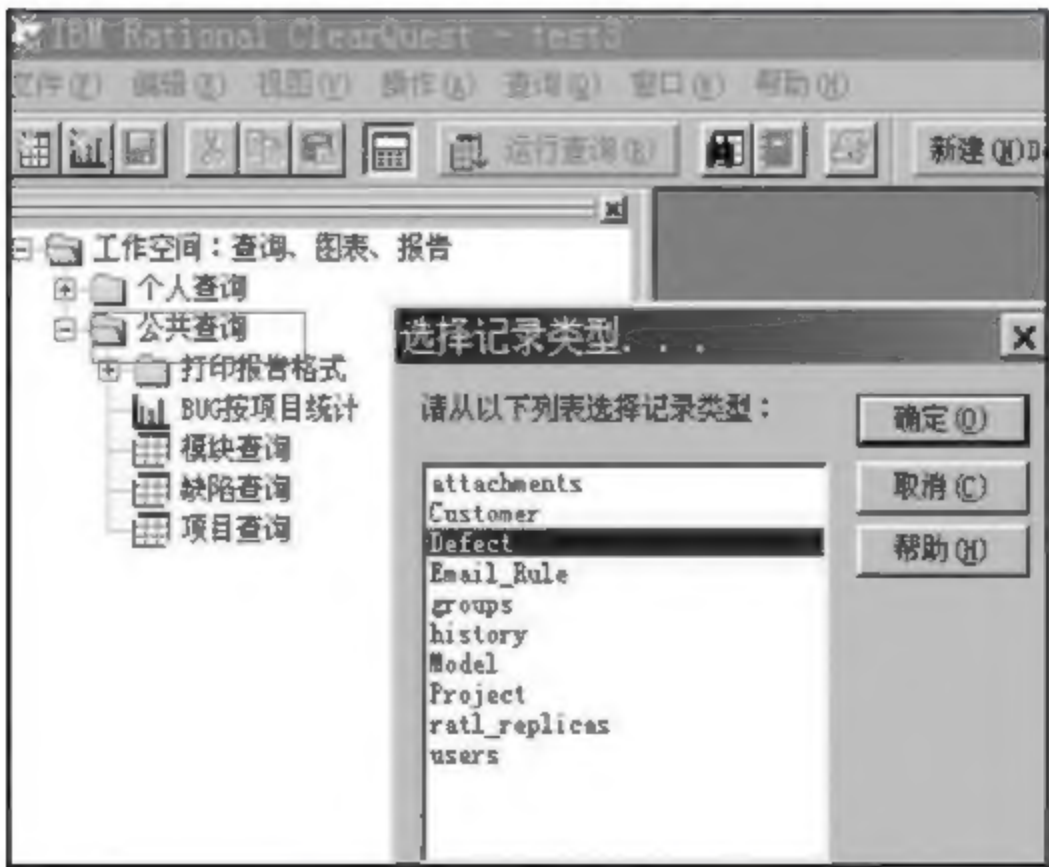 IBM Rational ClearQuest - test3
文件(F) 编辑(E) 视图(V) 操作(A) 查询(Q) 窗口(W) 帮助(H)
运行查询(R) 新建(N)D
工作空间：查询、图表、报告
个人查询
公共查询
打印报告格式
BUG按项目统计
模块查询
缺陷查询
项目查询
选择记录类型...
请从以下列表选择记录类型：
attachments
Customer
Defect
Email_Rule
groups
history
Model
Project
ratl_replicas
users
确定(O)
取消(C)
帮助(H)